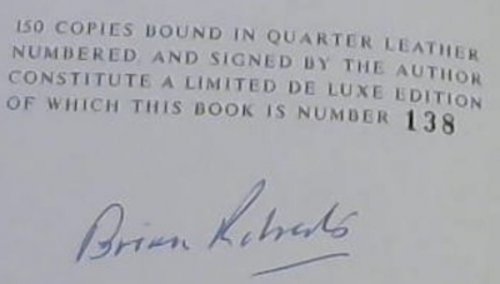 150 COPIES BOUND IN QUARTER LEATHER
NUMBERED AND SIGNED BY THE AUTHOR
CONSTITUTE A LIMITED DE LUXE EDITION
OF WHICH THIS BOOK IS NUMBER 138
Brian Roberts